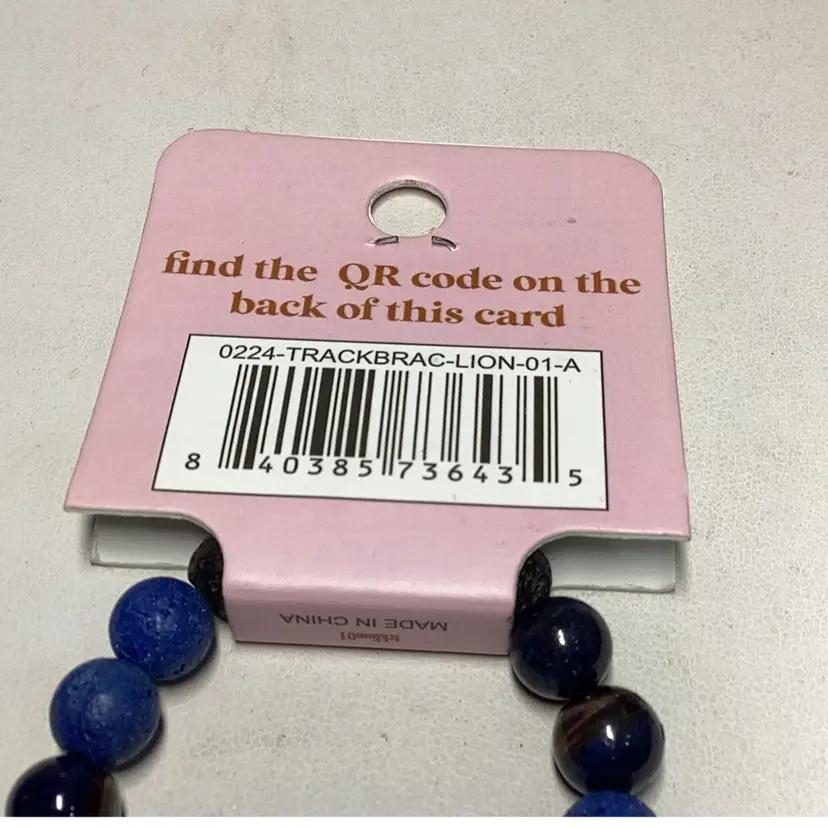 find the QR code on the
back of this card
0224-TRACKBRAC-LION-01-A
8 40385 73643 5
MADE IN CHINA
trklion01